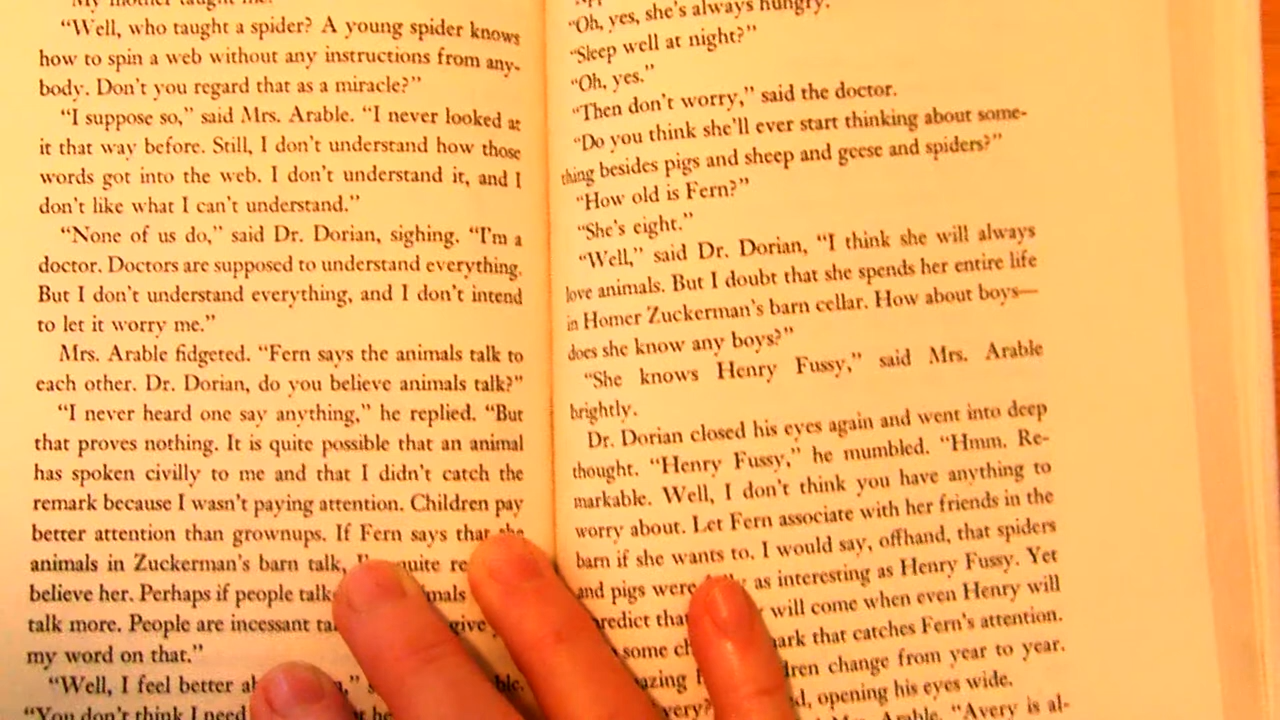 My mother taught me.
“Well, who taught a spider? A young spider knows
how to spin a web without any instructions from any-
body. Don’t you regard that as a miracle?”
“I suppose so,” said Mrs. Arable. “I never looked at
it that way before. Still, I don’t understand how those
words got into the web. I don’t understand it, and I
don’t like what I can’t understand.”
“None of us do,” said Dr. Dorian, sighing. “I’m a
doctor. Doctors are supposed to understand everything.
But I don’t understand everything, and I don’t intend
to let it worry me.”
Mrs. Arable fidgeted. “Fern says the animals talk to
each other. Dr. Dorian, do you believe animals talk?”
“I never heard one say anything,” he replied. “But
that proves nothing. It is quite possible that an animal
has spoken civilly to me and that I didn’t catch the
remark because I wasn’t paying attention. Children pay
better attention than grownups. If Fern says that the
animals in Zuckerman’s barn talk, quite
believe her. Perhaps if people
talk more. People are incessant give
my word on that.”
“Well, I feel better
“You don’t think I need
“Oh, yes, she’s always hungry.
“Sleep well at night?”
“Oh, yes.”
“Then don’t worry,” said the doctor.
“Do you think she’ll ever start thinking about some-
thing besides pigs and sheep and geese and spiders?”
“How old is Fern?”
“She’s eight.”
“Well,” said Dr. Dorian, “I think she will always
love animals. But I doubt that she spends her entire life
in Homer Zuckerman’s barn cellar. How about boys—
does she know any boys?”
“She knows Henry Fussy,” said Mrs. Arable
brightly.
Dr. Dorian closed his eyes again and went into deep
thought. “Henry Fussy,” he mumbled. “Hmm. Re-
markable. Well, I don’t think you have anything to
worry about. Let Fern associate with her friends in the
barn if she wants to. I would say, offhand, that spiders
and pigs were as interesting as Henry Fussy. Yet
will come when even Henry will
some that catches Fern’s attention.
change from year to year.
opening his eyes wide.
Arable. “Avery is al-